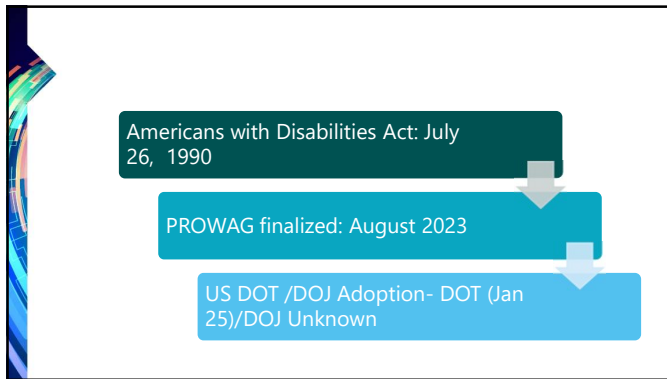 Americans with Disabilities Act: July
26,  1990
PROWAG finalized: August 2023
US DOT /DOJ Adoption- DOT (Jan
25)/DOJ Unknown